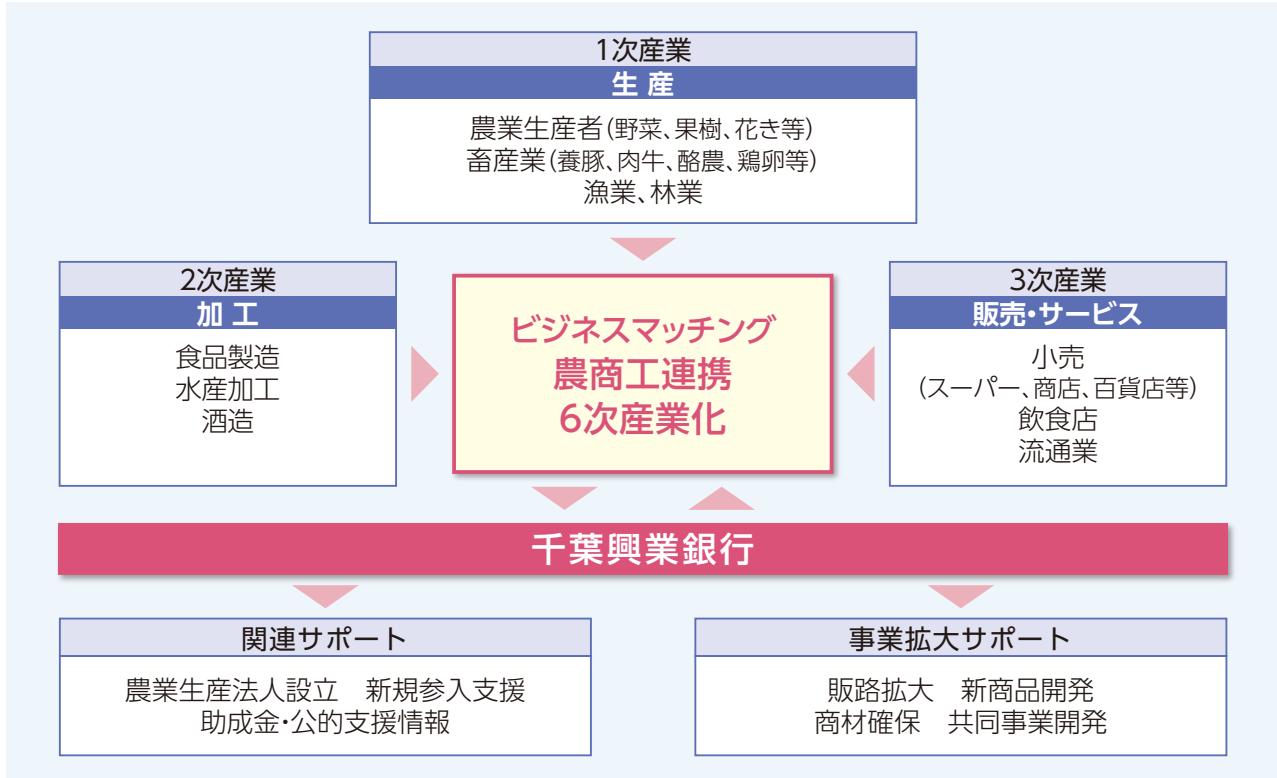 1次産業
生 産
農業生産者(野菜、果樹、花き等)
畜産業(養豚、肉牛、酪農、鶏卵等)
漁業、林業
2次産業
加 工
食品製造
水産加工
酒造
ビジネスマッチング
農商工連携
6次産業化
3次産業
販売・サービス
小売
(スーパー、商店、百貨店等)
飲食店
流通業
千葉興業銀行
関連サポート
農業生産法人設立　新規参入支援
助成金・公的支援情報
事業拡大サポート
販路拡大　新商品開発
商材確保　共同事業開発